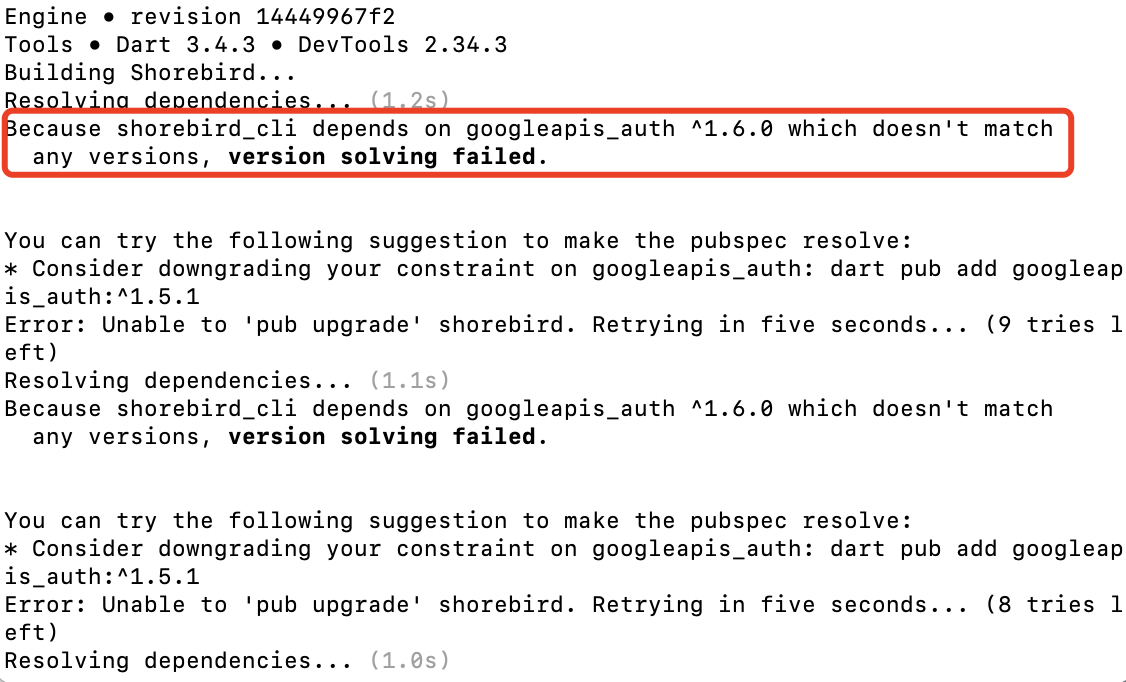 Engine • revision 14449967f2
Tools • Dart 3.4.3 • DevTools 2.34.3
Building Shorebird...
Resolving dependencies... (1.2s)
Because shorebird_cli depends on googleapis_auth ^1.6.0 which doesn't match
any versions, version solving failed.
You can try the following suggestion to make the pubspec resolve:
* Consider downgrading your constraint on googleapis_auth: dart pub add googleap
is_auth:^1.5.1
Error: Unable to 'pub upgrade' shorebird. Retrying in five seconds... (9 tries l
eft)
Resolving dependencies... (1.1s)
Because shorebird_cli depends on googleapis_auth ^1.6.0 which doesn't match
any versions, version solving failed.
You can try the following suggestion to make the pubspec resolve:
* Consider downgrading your constraint on googleapis_auth: dart pub add googleap
is_auth:^1.5.1
Error: Unable to 'pub upgrade' shorebird. Retrying in five seconds... (8 tries l
eft)
Resolving dependencies... (1.0s)